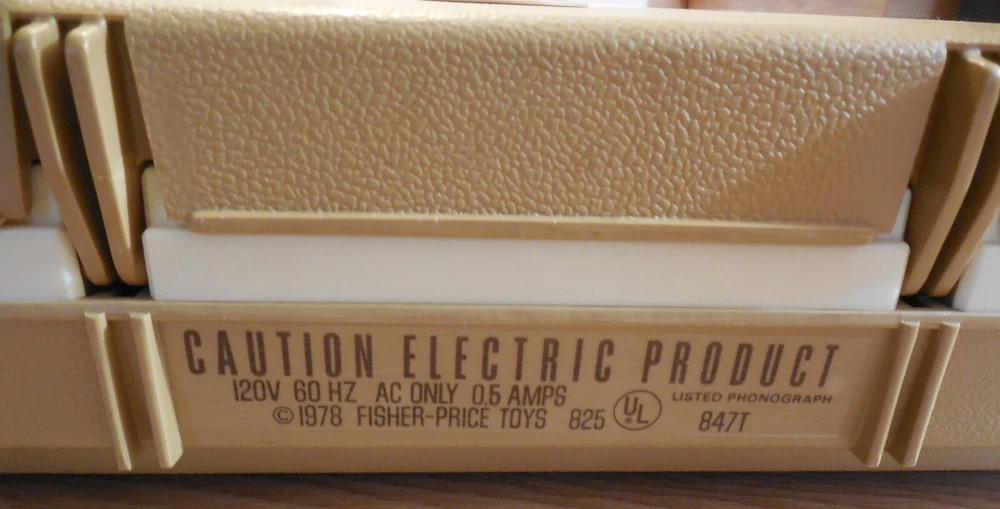 CAUTION ELECTRIC PRODUCT
120V 60 HZ AC ONLY 0.5 AMPS
LISTED PHONOGRAPH
©1978 FISHER-PRICE TOYS 825 UL 847T